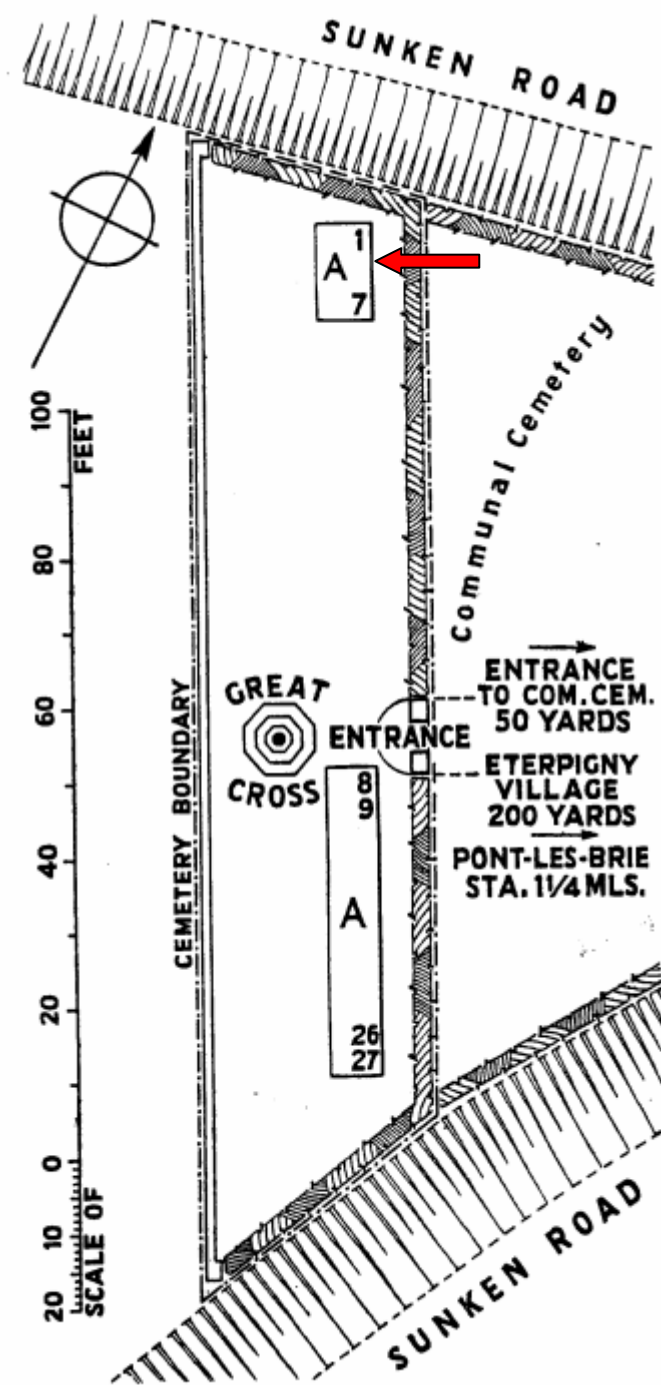 SUNKEN ROAD
1
A
7
Communal Cemetery
100
FEET
80
60
40
20
0
10
20
SCALE OF
CEMETERY BOUNDARY
GREAT
CROSS
ENTRANCE
ENTRANCE
TO COM.CEM.
50 YARDS
ETERPIGNY
VILLAGE
200 YARDS
PONT-LES-BRIE
STA. 1 1/4 MLS.
8
9
A
26
27
SUNKEN ROAD